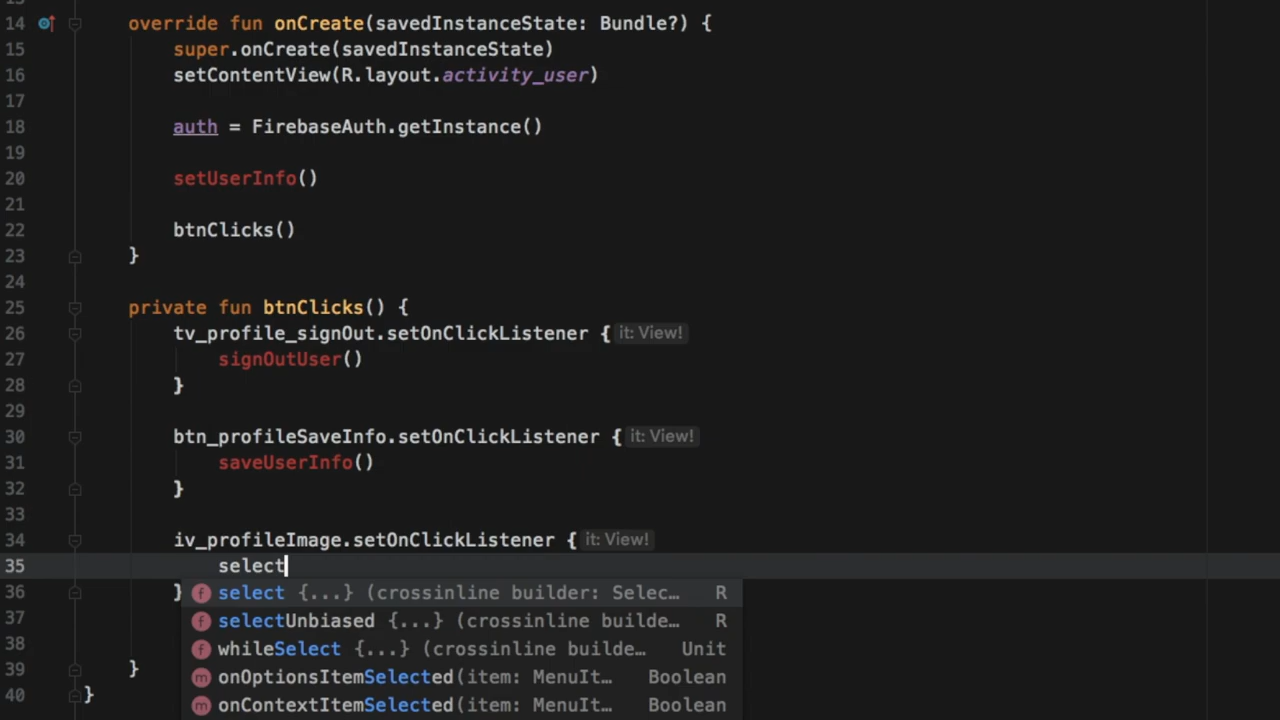 14 override fun onCreate(savedInstanceState: Bundle?) {
15 super.onCreate(savedInstanceState)
16 setContentView(R.layout.activity_user)
17
18 auth = FirebaseAuth.getInstance()
19
20 setUserInfo()
21
22 btnClicks()
23 }
24
25 private fun btnClicks() {
26 tv_profile_signOut.setOnClickListener { it: View!
27 signOutUser()
28 }
29
30 btn_profileSaveInfo.setOnClickListener { it: View!
31 saveUserInfo()
32 }
33
34 iv_profileImage.setOnClickListener { it: View!
35 select
36 } f select {...} (crossinline builder: Selec… R
37 f selectUnbiased {...} (crossinline builde… R
38 f whileSelect {...} (crossinline builde… Unit
39 } m onOptionsItemSelected(item: MenuIt… Boolean
40 } m onContextItemSelected(item: MenuIt… Boolean